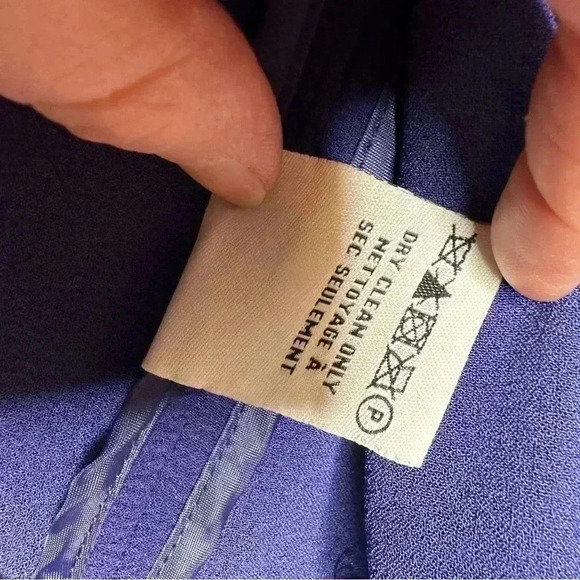 DRY CLEAN ONLY
NETTOYAGE À
SEC SEULEMENT
P